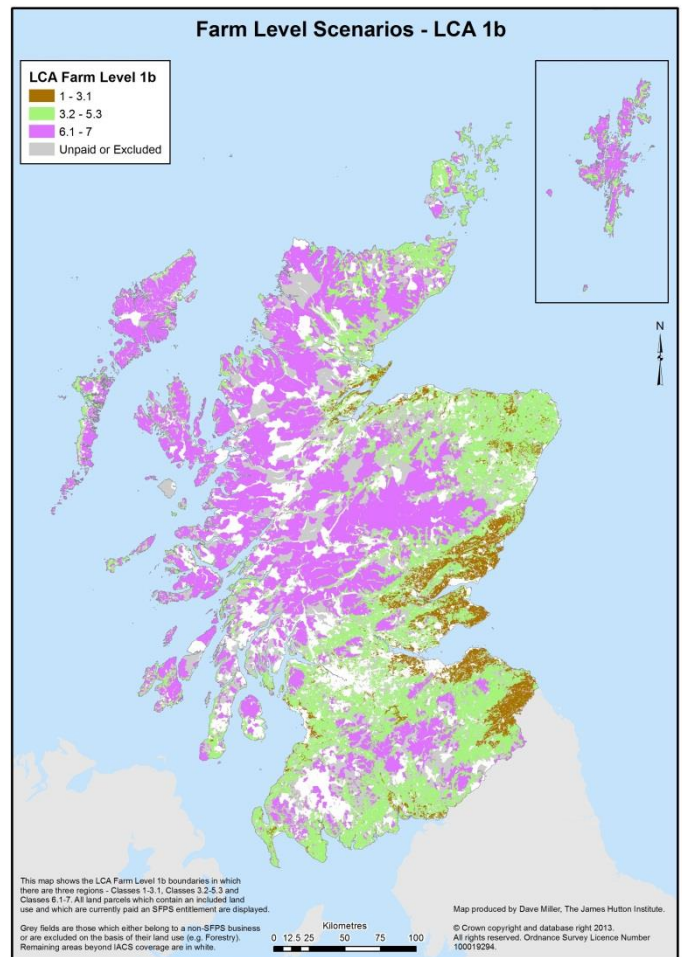 Farm Level Scenarios - LCA 1b
LCA Farm Level 1b
1 - 3.1
3.2 - 5.3
6.1 - 7
Unpaid or Excluded
N
This map shows the LCA Farm Level 1b boundaries in which
there are three regions - Classes 1-3.1, Classes 3.2-5.3 and
Classes 6.1-7. All land parcels which contain an included land
use and which are currently paid an SFPS entitlement are displayed.
Grey fields are those which either belong to a non-SFPS business
or are excluded on the basis of their land use (e.g. Forestry).
Remaining areas beyond IACS coverage are in white.
Kilometres
0 12.5 25 50 75 100
Map produced by Dave Miller, The James Hutton Institute.
© Crown copyright and database right 2013.
All rights reserved. Ordnance Survey Licence Number
100019294.